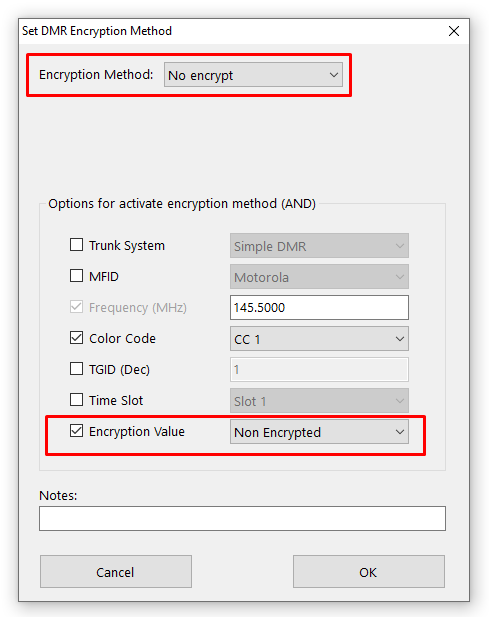 Set DMR Encryption Method
Encryption Method: No encrypt
Options for activate encryption method (AND)
Trunk System Simple DMR
MFID Motorola
Frequency (MHz) 145.5000
Color Code CC 1
TGID (Dec) 1
Time Slot Slot 1
Encryption Value Non Encrypted
Notes:
Cancel OK